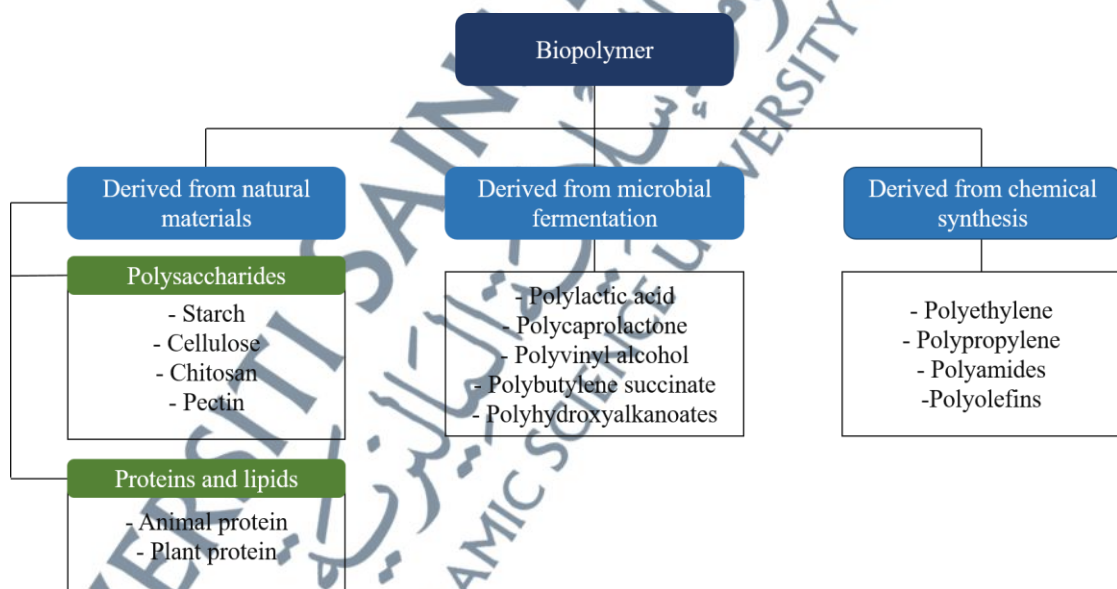 Biopolymer
Derived from natural
materials
Polysaccharides
- Starch
- Cellulose
- Chitosan
- Pectin
Proteins and lipids
- Animal protein
- Plant protein
Derived from microbial
fermentation
- Polylactic acid
- Polycaprolactone
- Polyvinyl alcohol
- Polybutylene succinate
- Polyhydroxyalkanoates
Derived from chemical
synthesis
- Polyethylene
- Polypropylene
- Polyamides
-Polyolefins